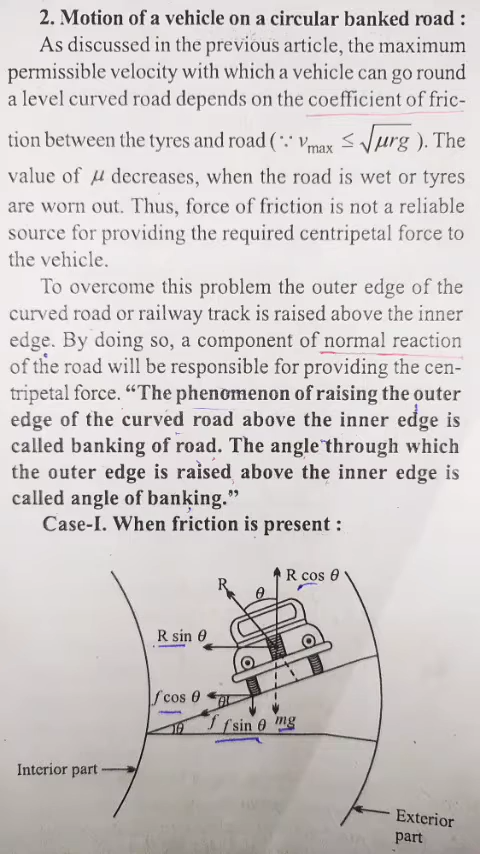 2. Motion of a vehicle on a circular banked road :
As discussed in the previous article, the maximum
permissible velocity with which a vehicle can go round
a level curved road depends on the coefficient of fric-
tion between the tyres and road (∵ vmax ≤ √μrg ). The
value of μ decreases, when the road is wet or tyres
are worn out. Thus, force of friction is not a reliable
source for providing the required centripetal force to
the vehicle.
To overcome this problem the outer edge of the
curved road or railway track is raised above the inner
edge. By doing so, a component of normal reaction
of the road will be responsible for providing the cen-
tripetal force. “The phenomenon of raising the outer
edge of the curved road above the inner edge is
called banking of road. The angle through which
the outer edge is raised above the inner edge is
called angle of banking.”
Case-I. When friction is present :
R
θ
R cos θ
R sin θ
f cos θ
θ
θ
f
f sin θ
mg
Interior part
Exterior
part